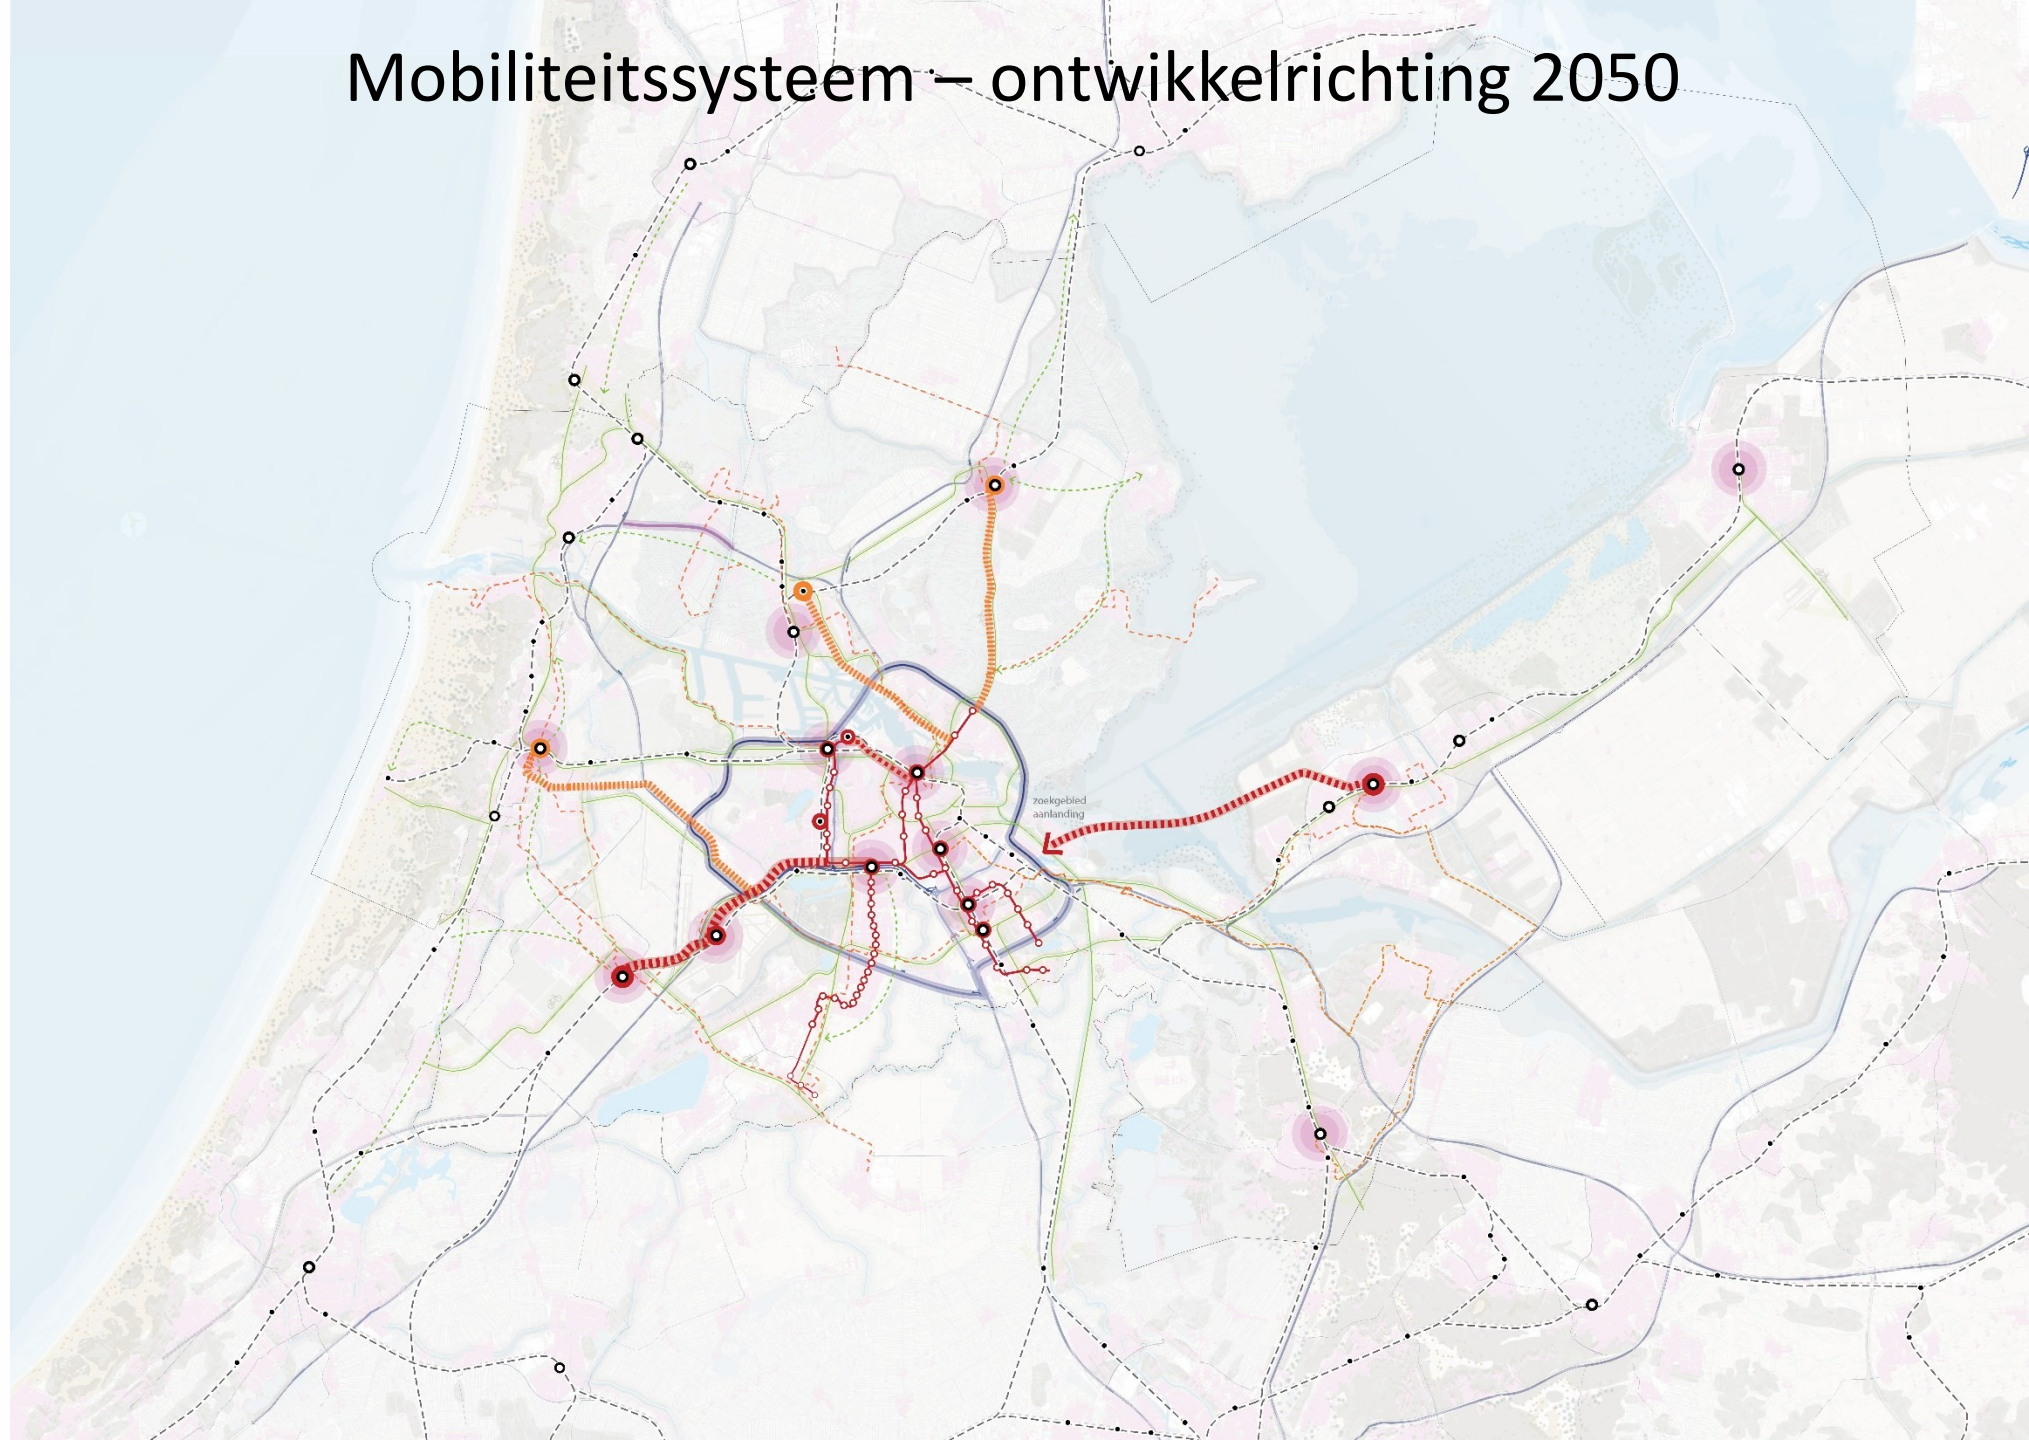 Mobiliteitssysteem – ontwikkelrichting 2050
zoekgebied
aanlanding